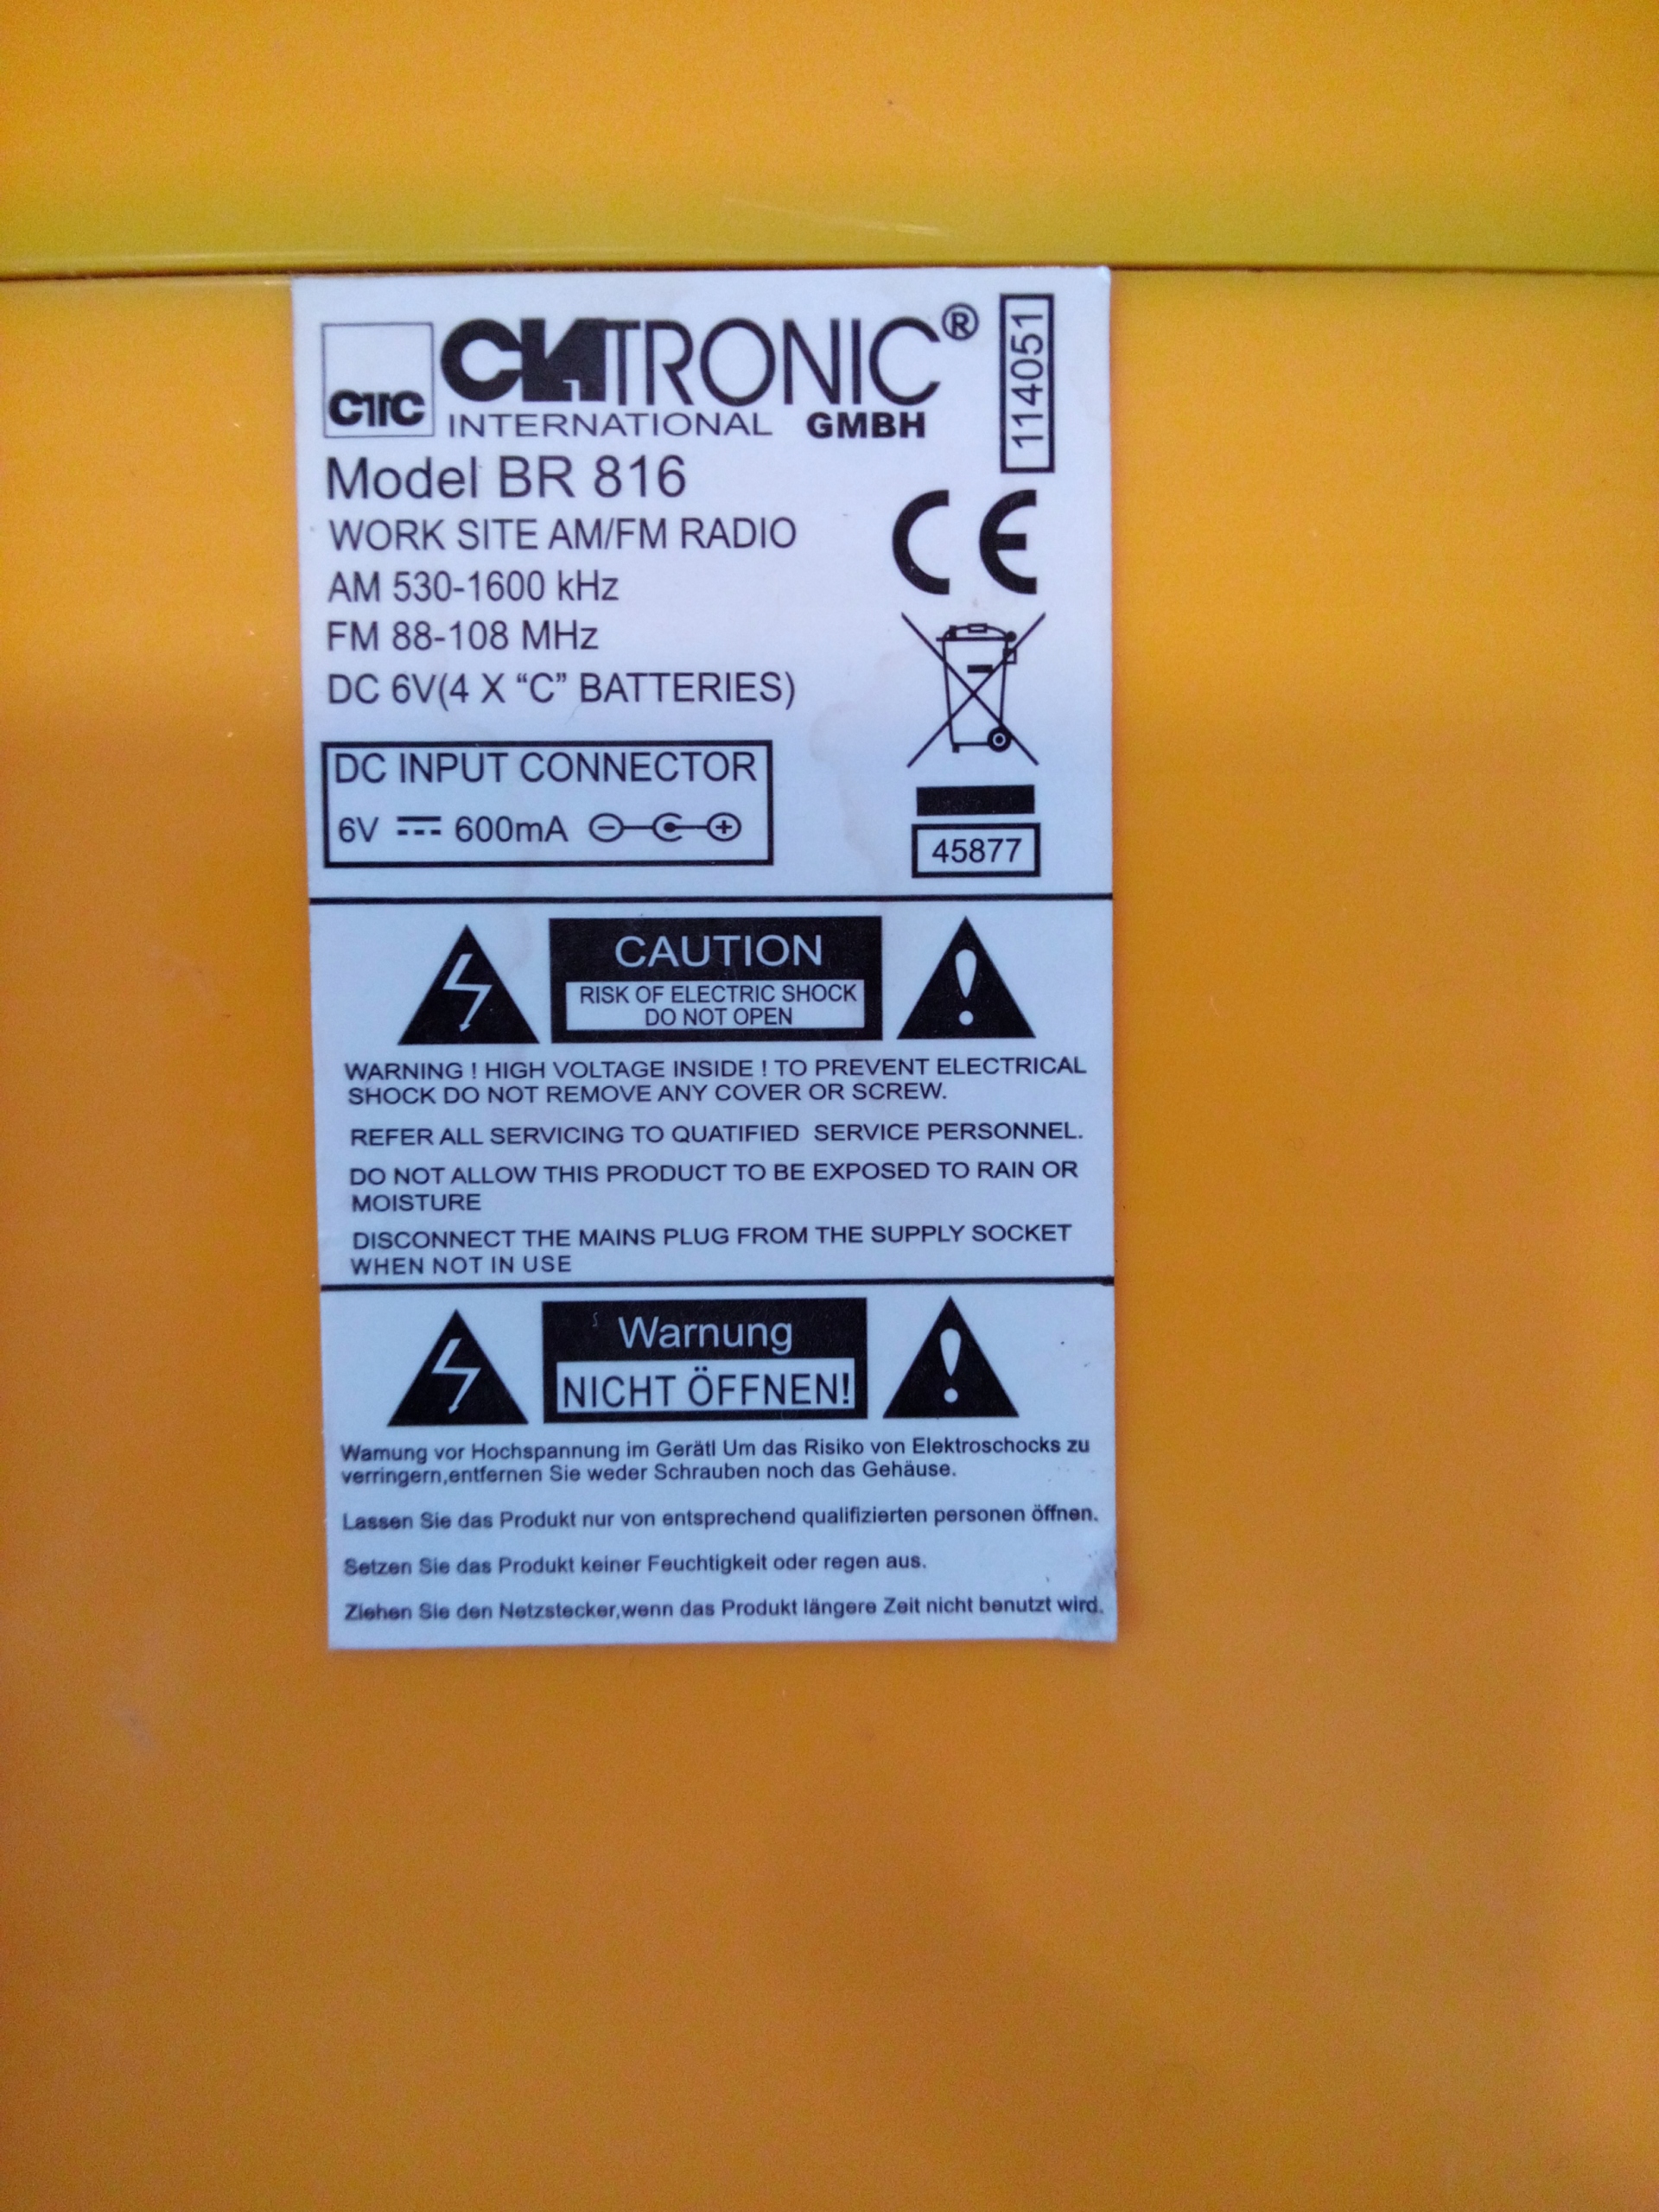 CTC
CLATRONIC®
INTERNATIONAL GMBH
114051
Model BR 816
WORK SITE AM/FM RADIO
AM 530-1600 kHz
FM 88-108 MHz
DC 6V(4 X “C” BATTERIES)
CE
DC INPUT CONNECTOR
6V ⎓ 600mA
45877
CAUTION
RISK OF ELECTRIC SHOCK
DO NOT OPEN
WARNING ! HIGH VOLTAGE INSIDE ! TO PREVENT ELECTRICAL
SHOCK DO NOT REMOVE ANY COVER OR SCREW.
REFER ALL SERVICING TO QUATIFIED SERVICE PERSONNEL.
DO NOT ALLOW THIS PRODUCT TO BE EXPOSED TO RAIN OR
MOISTURE
DISCONNECT THE MAINS PLUG FROM THE SUPPLY SOCKET
WHEN NOT IN USE
Warnung
NICHT ÖFFNEN!
Wamung vor Hochspannung im Gerätl Um das Risiko von Elektroschocks zu
verringern,entfernen Sie weder Schrauben noch das Gehäuse.
Lassen Sie das Produkt nur von entsprechend qualifizierten personen öffnen.
Setzen Sie das Produkt keiner Feuchtigkeit oder regen aus.
Ziehen Sie den Netzstecker,wenn das Produkt längere Zeit nicht benutzt wird.